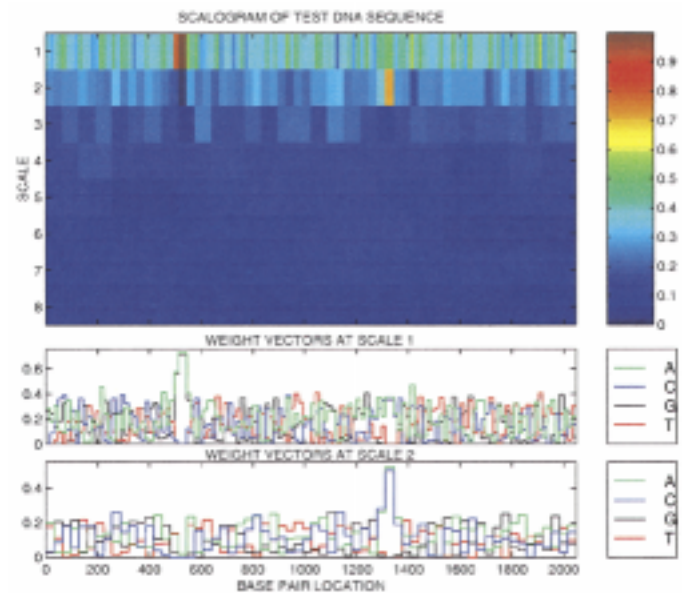 SCALOGRAM OF TEST DNA SEQUENCE
SCALE
1
2
3
4
5
6
7
8
0.9
0.8
0.7
0.6
0.5
0.4
0.3
0.2
0.1
0
WEIGHT VECTORS AT SCALE 1
0.6
0.4
0.2
0
A
C
G
T
WEIGHT VECTORS AT SCALE 2
0.4
0.2
0
A
C
G
T
0 200 400 600 800 1000 1200 1400 1600 1800 2000
BASE PAIR LOCATION